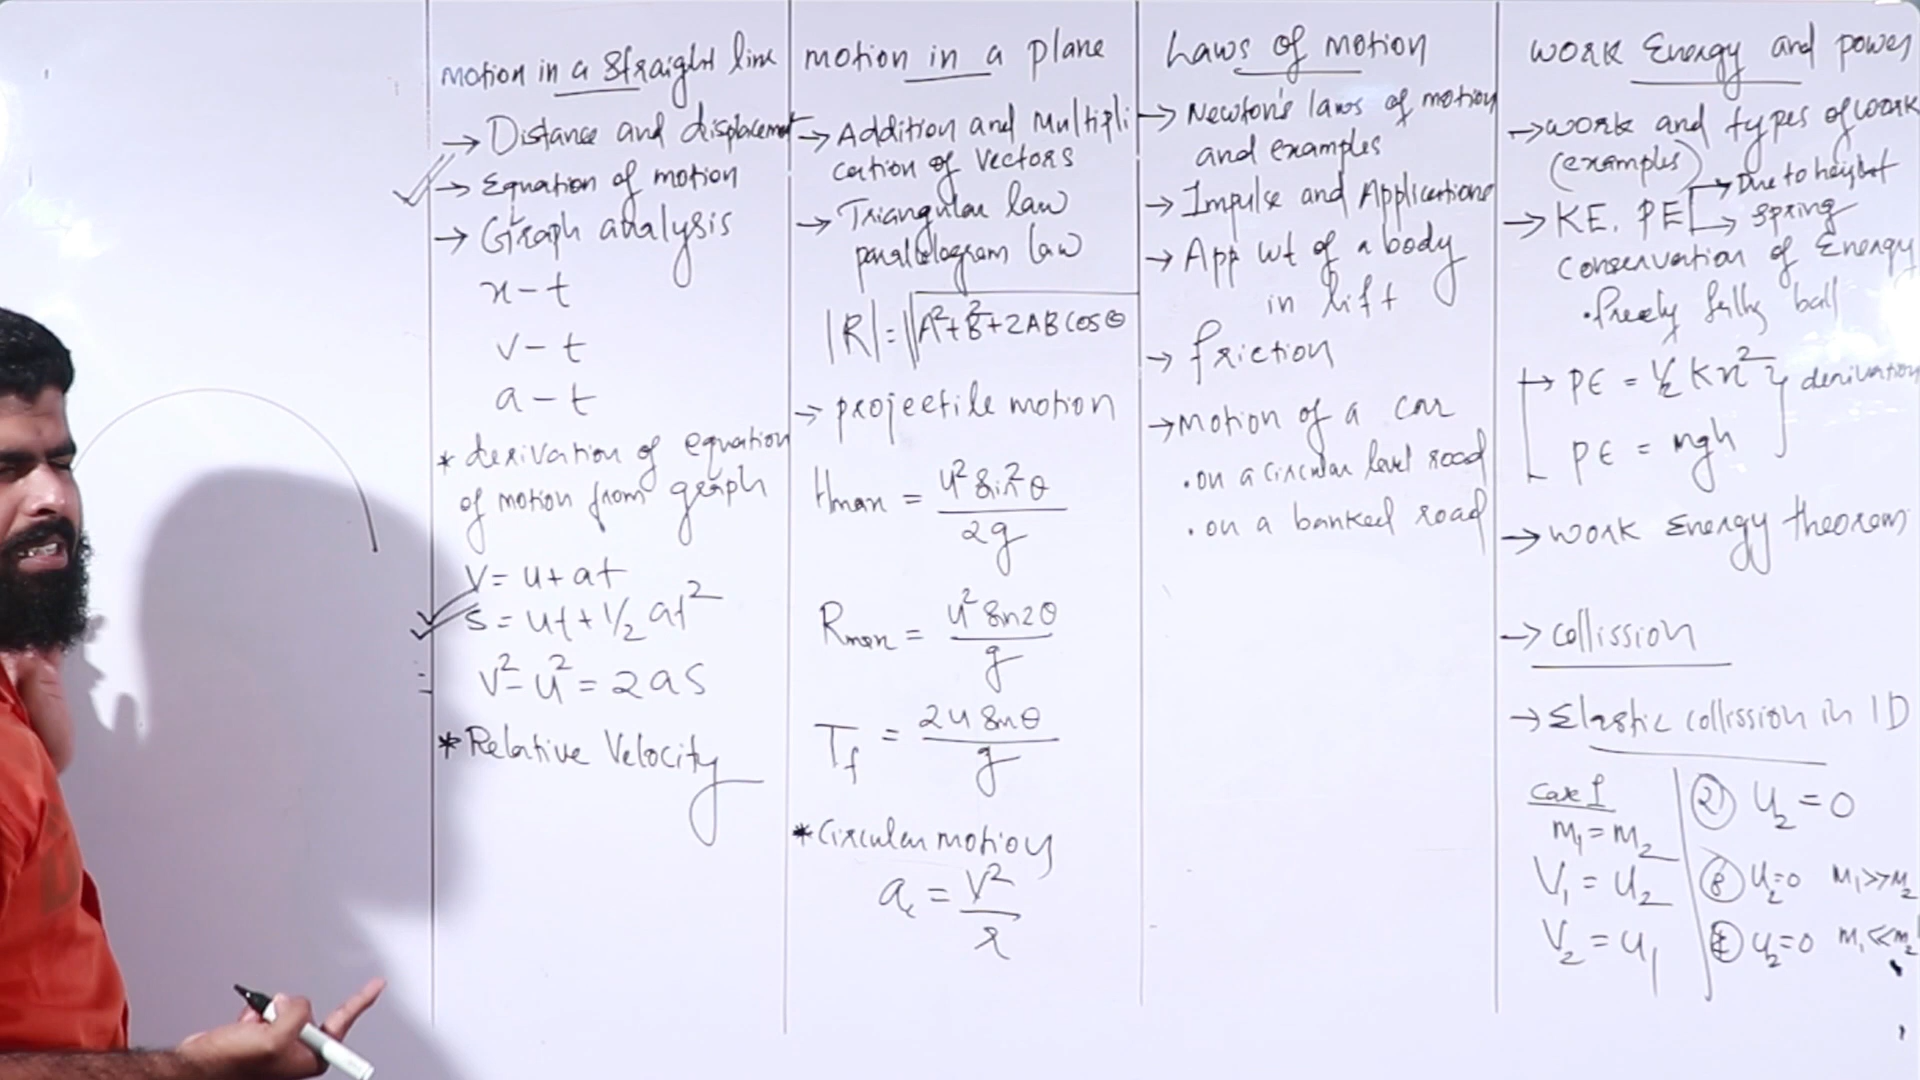 motion in a Straight line
→ Distance and displacement
→ Equation of motion
→ Graph analysis
x - t
v - t
a - t
* derivation of equation
of motion from graph
V = u + at
S = ut + 1/2 at²
V² - u² = 2as
* Relative Velocity
motion in a plane
→ Addition and Multipli
cation of Vectors
→ Triangular law
parallelogram law
|R| = √A² + B² + 2AB cos θ
→ projectile motion
Hmax = u² sin² θ / 2g
Rmax = u² sin2θ / g
Tf = 2u sinθ / g
* Circular motion
ac = V² / r
Laws of motion
→ Newton's laws of motion
and examples
→ Impulse and Applications
→ App wt of a body
in lift
→ friction
→ motion of a car
. on a circular level road
. on a banked road
work Energy and power
→ work and types of work
(examples)
→ Due to height
→ KE, PE → spring
Conservation of Energy
. freely fally ball
→ PE = 1/2 Kx² } derivation
PE = mgh
→ work Energy theorem
→ collission
→ Elastic collission in 1D
Case 1
m₁ = m₂
V₁ = u₂
V₂ = u₁
② u₂ = 0
③ u₂ = 0 m₁ >> m₂
④ u₂ = 0 m₁ << m₂